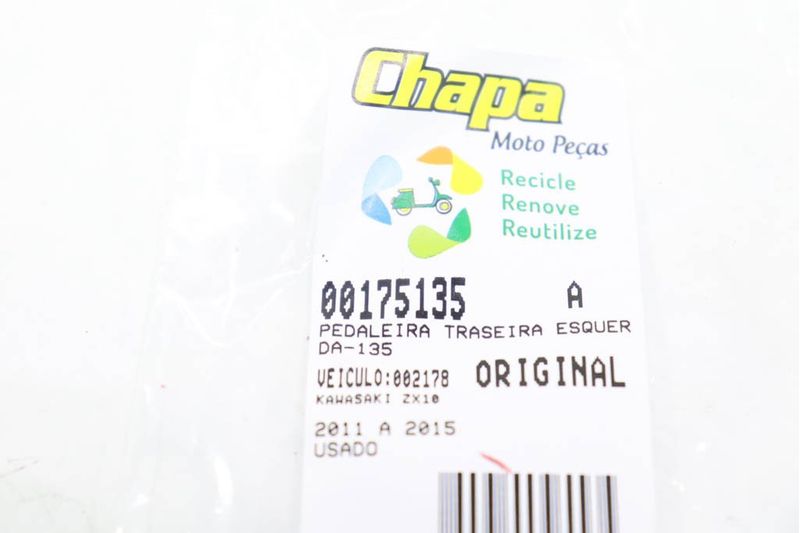 Chapa
Moto Peças
Recicle
Renove
Reutilize
00175135 A
PEDALEIRA TRASEIRA ESQUER
DA-135
VEICULO:002178 ORIGINAL
KAWASAKI ZX10
2011 A 2015
USADO